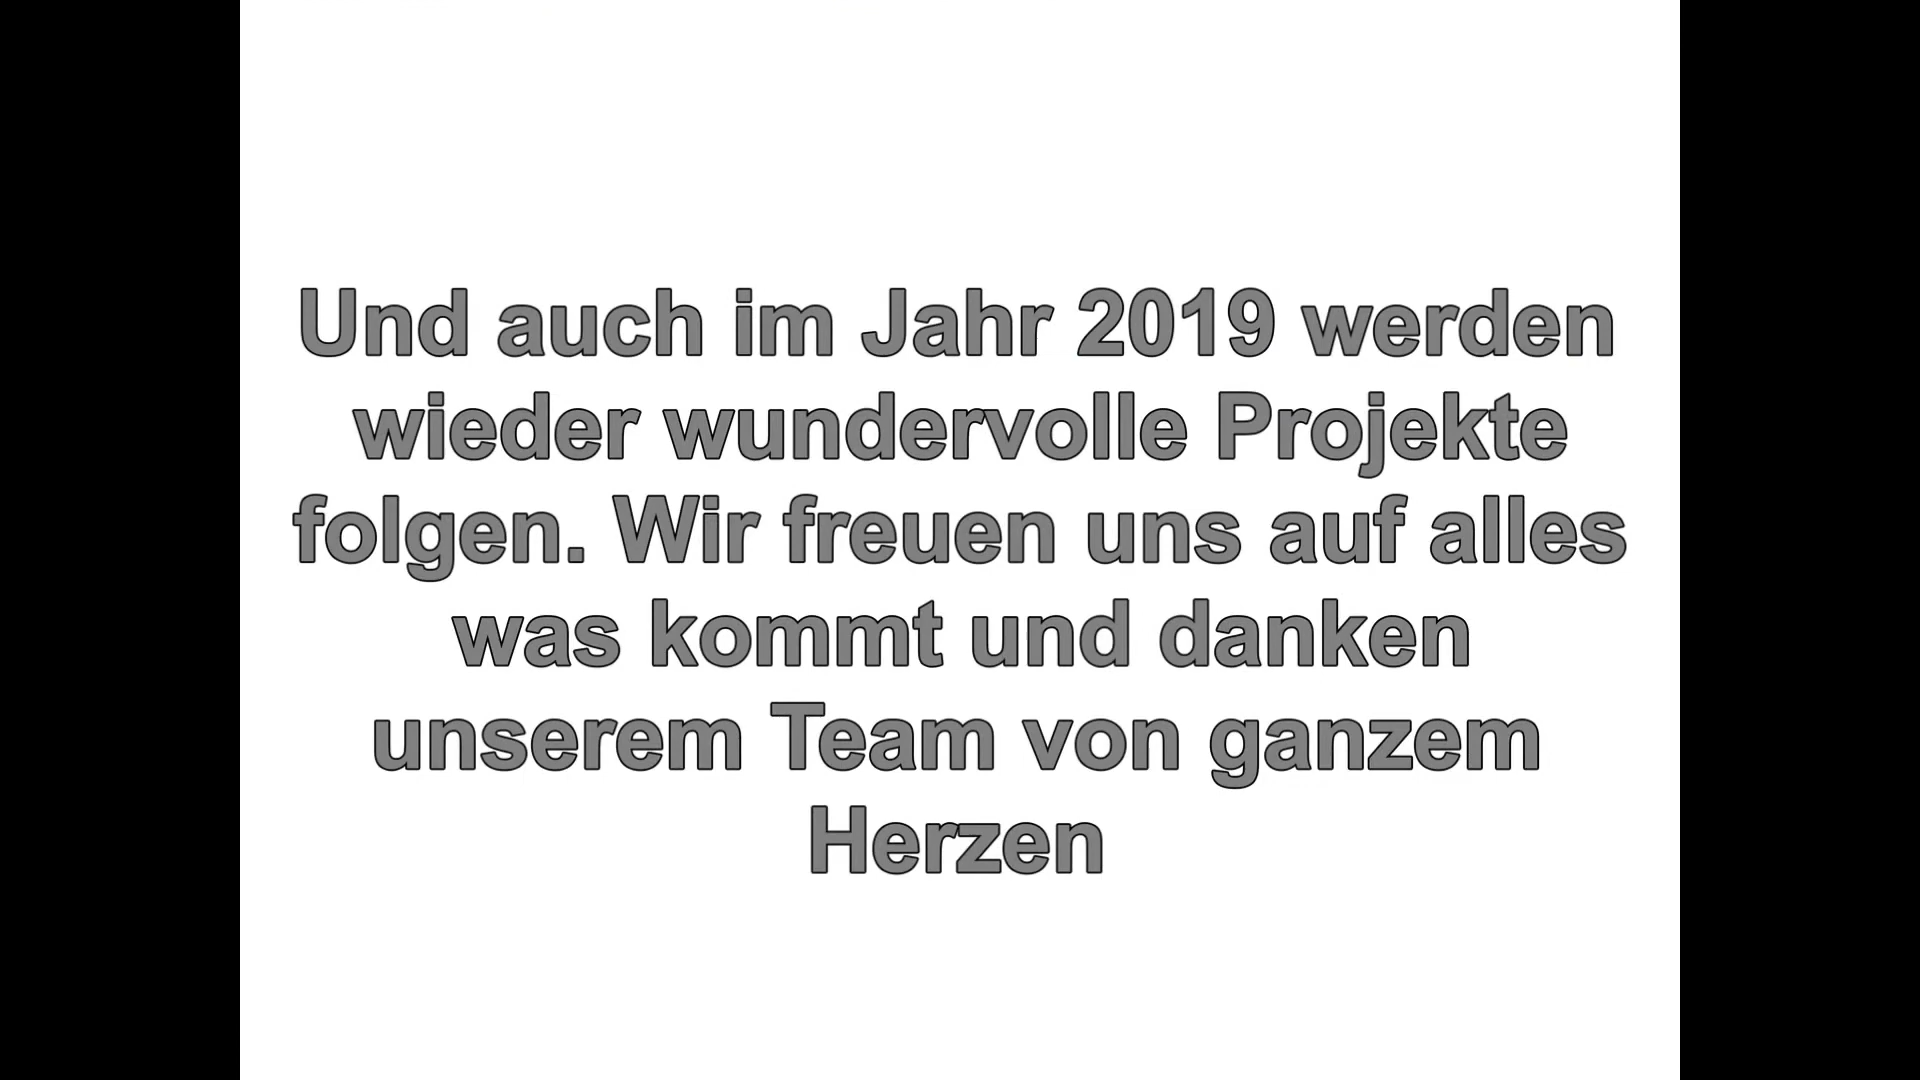 Und auch im Jahr 2019 werden
wieder wundervolle Projekte
folgen. Wir freuen uns auf alles
was kommt und danken
unserem Team von ganzem
Herzen